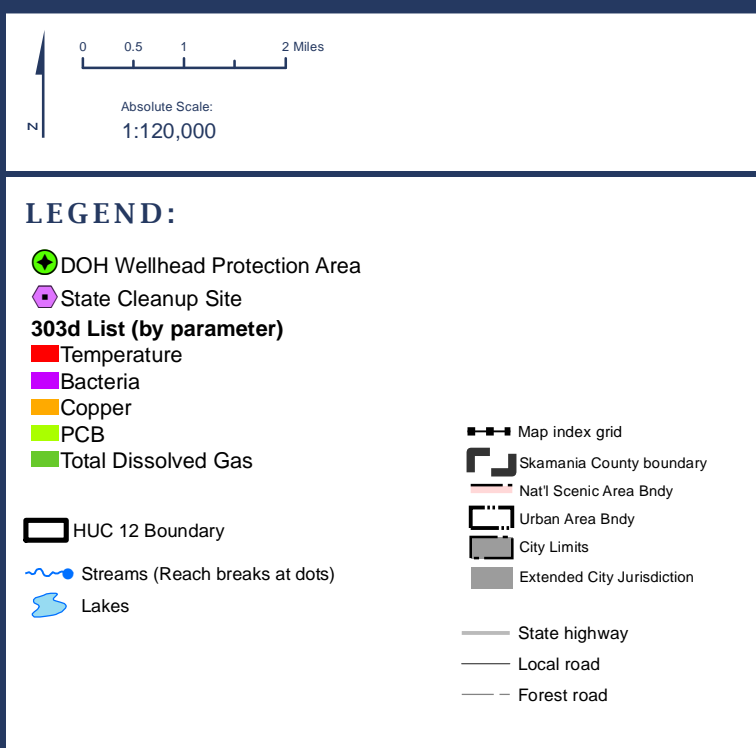 0 0.5 1 2 Miles
Absolute Scale:
1:120,000
N
LEGEND:
DOH Wellhead Protection Area
State Cleanup Site
303d List (by parameter)
Temperature
Bacteria
Copper
PCB
Total Dissolved Gas
HUC 12 Boundary
Streams (Reach breaks at dots)
Lakes
Map index grid
Skamania County boundary
Nat'l Scenic Area Bndy
Urban Area Bndy
City Limits
Extended City Jurisdiction
State highway
Local road
Forest road